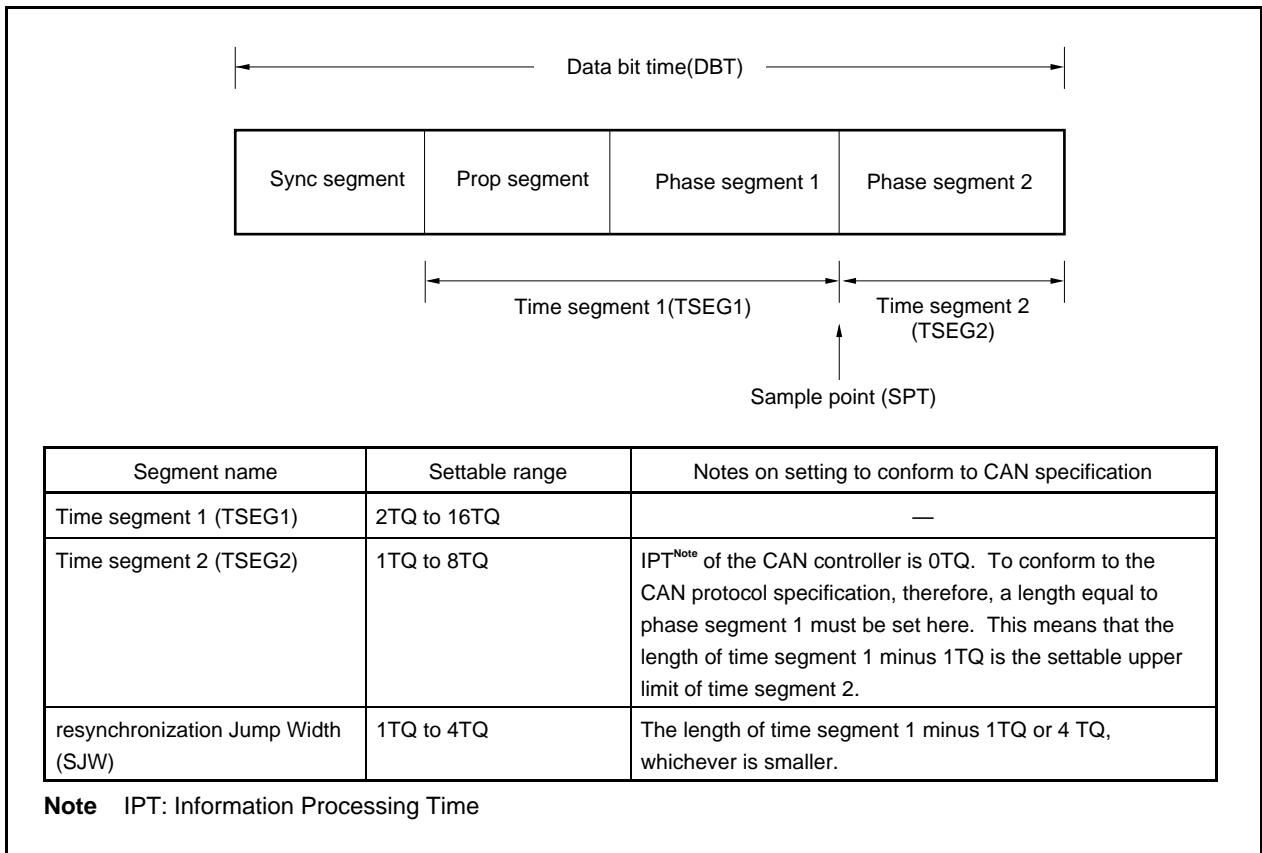 Data bit time(DBT)
Sync segment
Prop segment
Phase segment 1
Phase segment 2
Time segment 1(TSEG1)
Time segment 2
(TSEG2)
Sample point (SPT)
Segment name
Settable range
Notes on setting to conform to CAN specification
Time segment 1 (TSEG1)
2TQ to 16TQ
—
Time segment 2 (TSEG2)
1TQ to 8TQ
IPTNote of the CAN controller is 0TQ. To conform to the
CAN protocol specification, therefore, a length equal to
phase segment 1 must be set here. This means that the
length of time segment 1 minus 1TQ is the settable upper
limit of time segment 2.
resynchronization Jump Width
(SJW)
1TQ to 4TQ
The length of time segment 1 minus 1TQ or 4 TQ,
whichever is smaller.
Note IPT: Information Processing Time